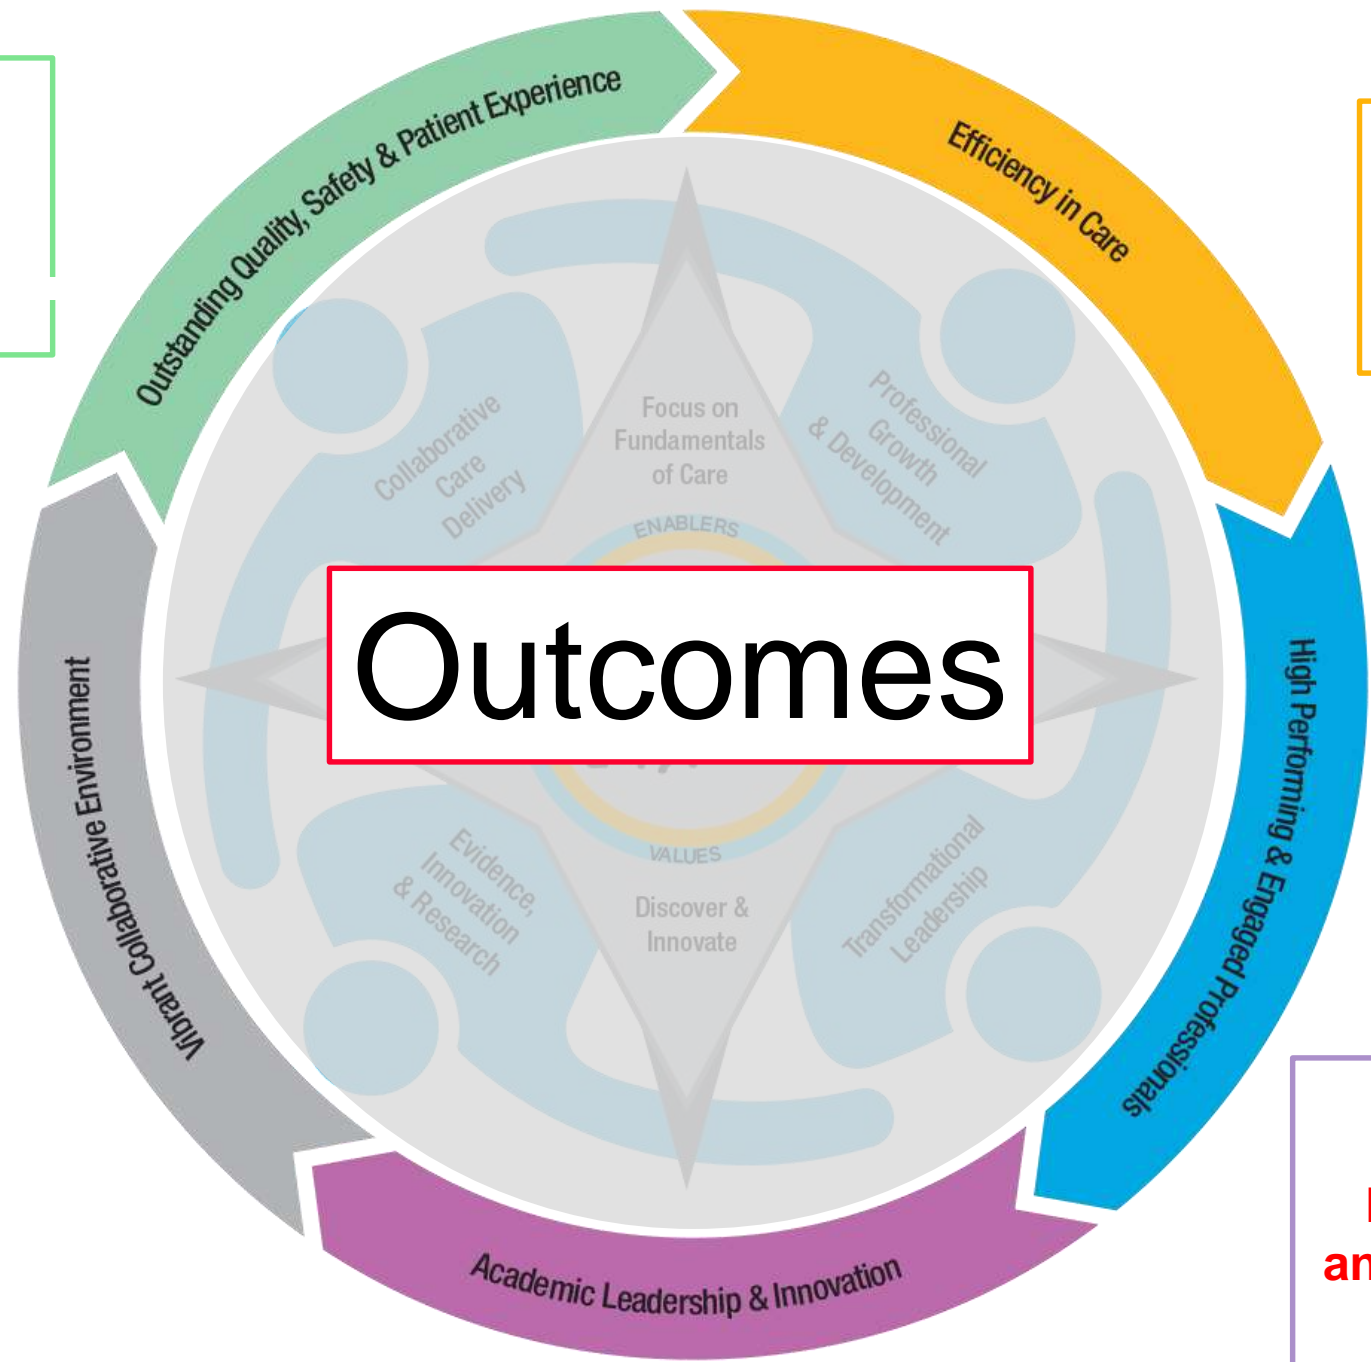 Outstanding Quality, Safety & Patient Experience
Efficiency in Care
Collaborative
Care
Delivery
Focus on
Fundamentals
of Care
Professional
Growth
& Development
ENABLERS
Outcomes
High Performing & Engaged Professionals
Vibrant Collaborative Environment
VALUES
Evidence,
Innovation
& Research
Discover &
Innovate
Transformational
Leadership
Academic Leadership & Innovation
an